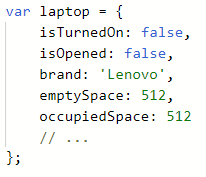 var laptop = {
    isTurnedOn: false,
    isOpened: false,
    brand: 'Lenovo',
    emptySpace: 512,
    occupiedSpace: 512
    // ...
};